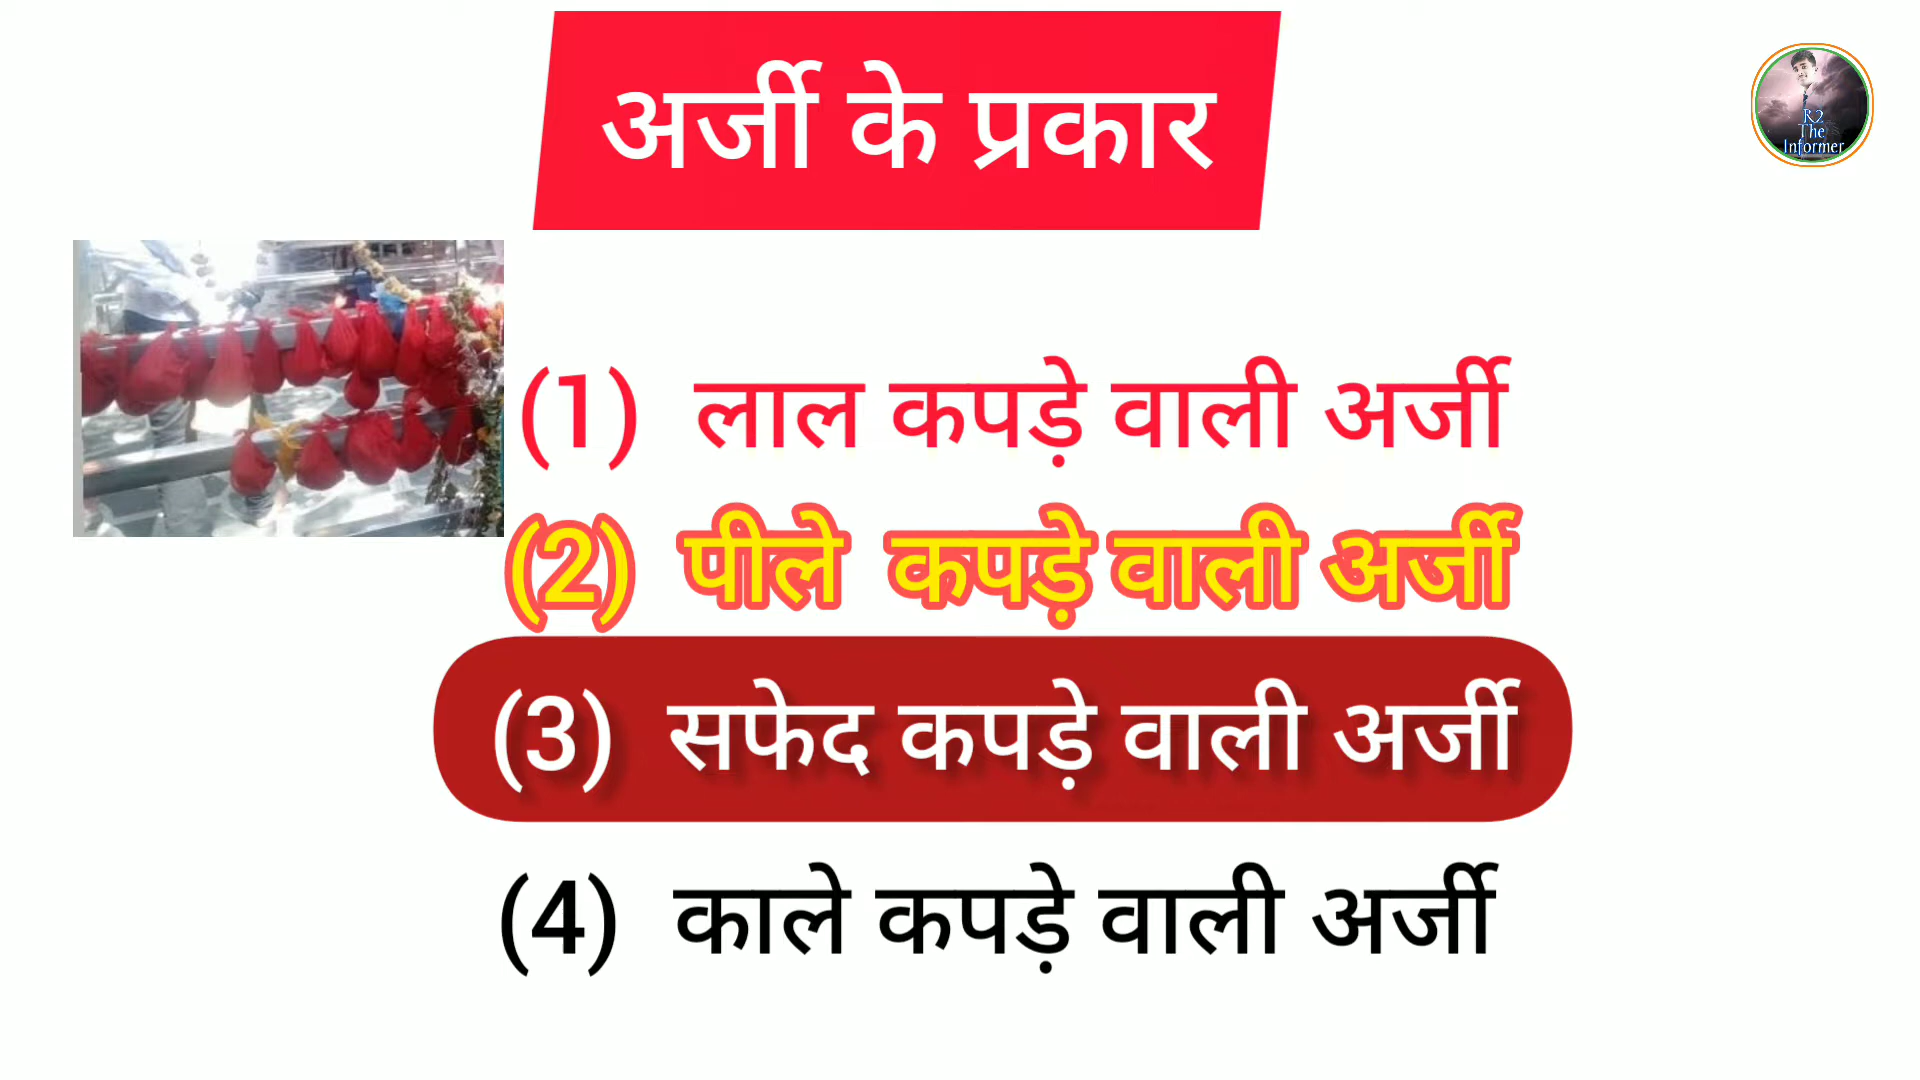 अर्जी के प्रकार
R2
The
Informer
(1) लाल कपड़े वाली अर्जी
(2) पीले कपड़े वाली अर्जी
(3) सफेद कपड़े वाली अर्जी
(4) काले कपड़े वाली अर्जी